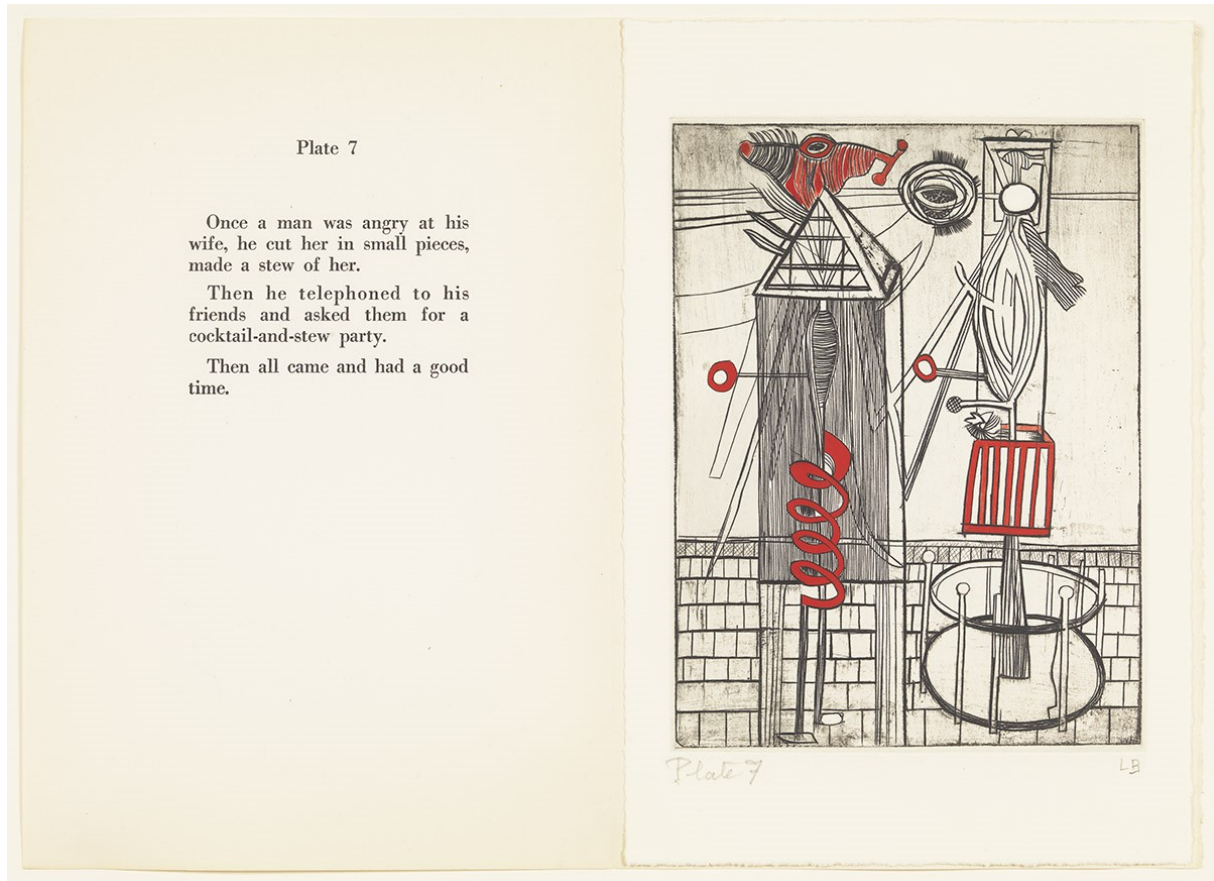 Plate 7
Once a man was angry at his
wife, he cut her in small pieces,
made a stew of her.
Then he telephoned to his
friends and asked them for a
cocktail-and-stew party.
Then all came and had a good
time.
Plate 7
LB